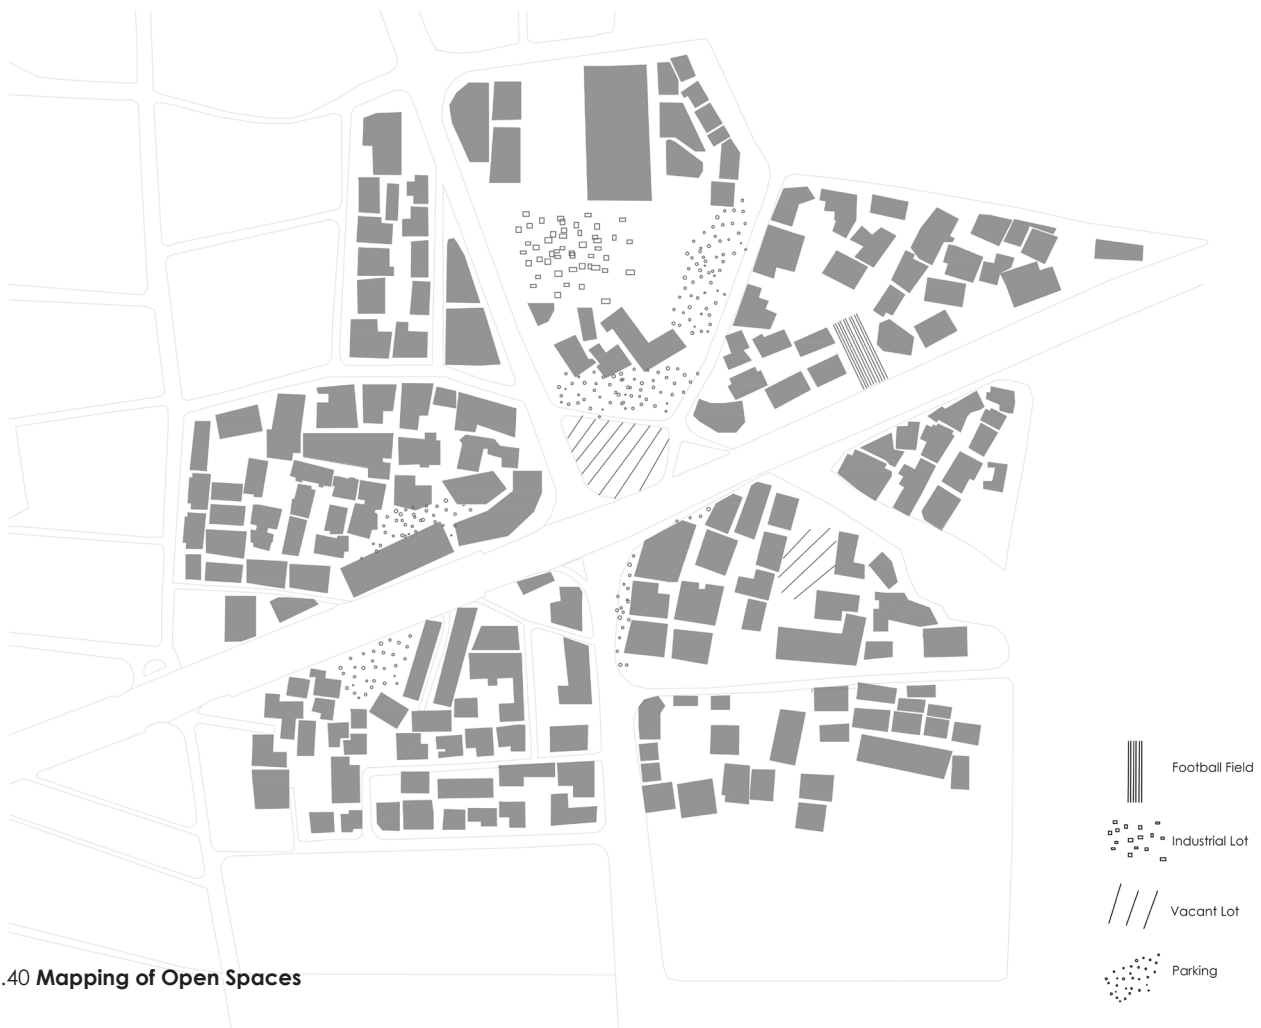 Football Field
Industrial Lot
Vacant Lot
Parking
.40 Mapping of Open Spaces